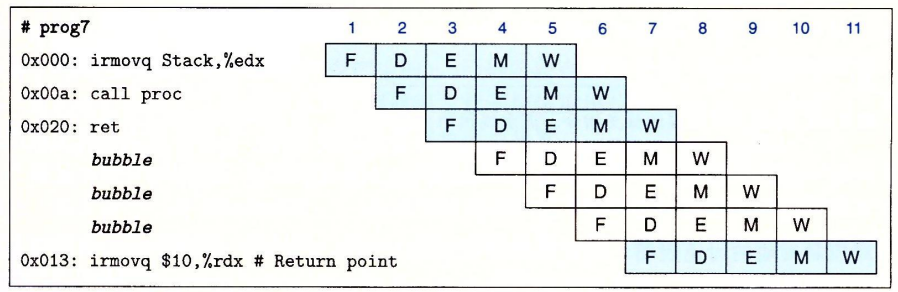 # prog7 1 2 3 4 5 6 7 8 9 10 11
0x000: irmovq Stack,%edx F D E M W
0x00a: call proc F D E M W
0x020: ret F D E M W
bubble F D E M W
bubble F D E M W
bubble F D E M W
0x013: irmovq $10,%rdx # Return point F D E M W